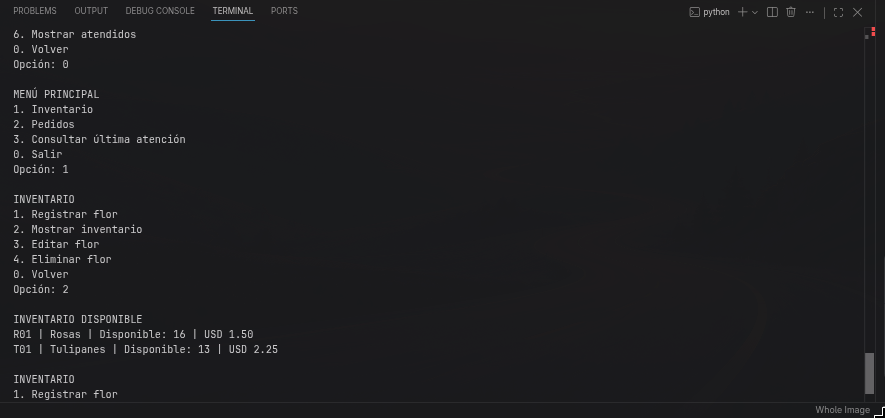 PROBLEMS OUTPUT DEBUG CONSOLE TERMINAL PORTS python
6. Mostrar atendidos
0. Volver
Opción: 0
MENÚ PRINCIPAL
1. Inventario
2. Pedidos
3. Consultar última atención
0. Salir
Opción: 1
INVENTARIO
1. Registrar flor
2. Mostrar inventario
3. Editar flor
4. Eliminar flor
0. Volver
Opción: 2
INVENTARIO DISPONIBLE
R01 | Rosas | Disponible: 16 | USD 1.50
T01 | Tulipanes | Disponible: 13 | USD 2.25
INVENTARIO
1. Registrar flor
Whole Image